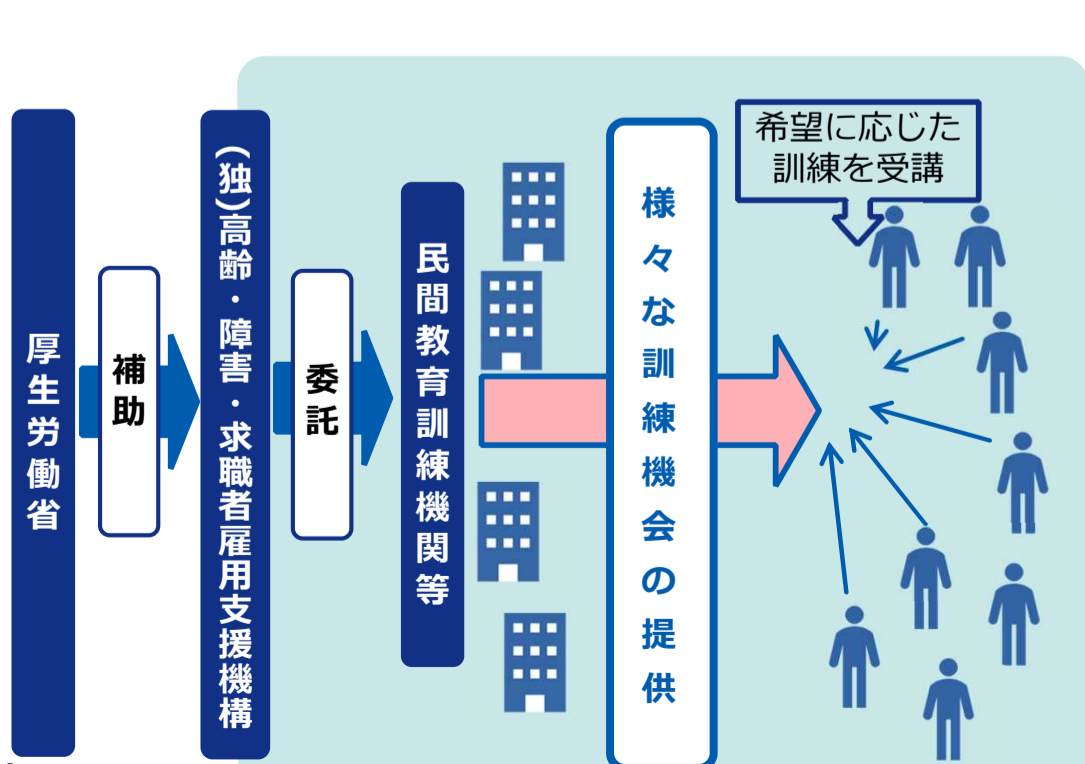 厚生労働省
補助
(独)高齢・障害・求職者雇用支援機構
委託
民間教育訓練機関等
様々な訓練機会の提供
希望に応じた
訓練を受講